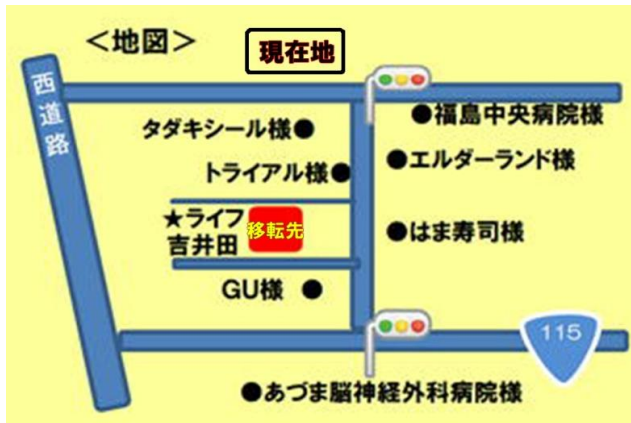 ＜地図＞
現在地
西道路
●福島中央病院様
タダキシール様●
●エルダーランド様
トライアル様●
★ライフ
吉井田
移転先
●はま寿司様
GU様 ●
115
●あづま脳神経外科病院様